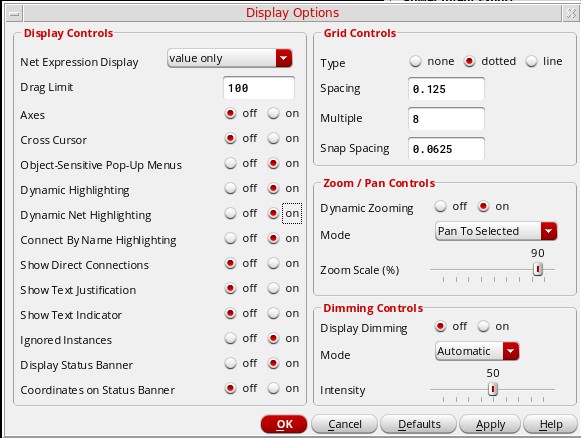 Display Options
Display Controls
Net Expression Display value only
Drag Limit 100
Axes off on
Cross Cursor off on
Object-Sensitive Pop-Up Menus off on
Dynamic Highlighting off on
Dynamic Net Highlighting off on
Connect By Name Highlighting off on
Show Direct Connections off on
Show Text Justification off on
Show Text Indicator off on
Ignored Instances off on
Display Status Banner off on
Coordinates on Status Banner off on
Grid Controls
Type none dotted line
Spacing 0.125
Multiple 8
Snap Spacing 0.0625
Zoom / Pan Controls
Dynamic Zooming off on
Mode Pan To Selected
90
Zoom Scale (%)
Dimming Controls
Display Dimming off on
Mode Automatic
50
Intensity
OK Cancel Defaults Apply Help